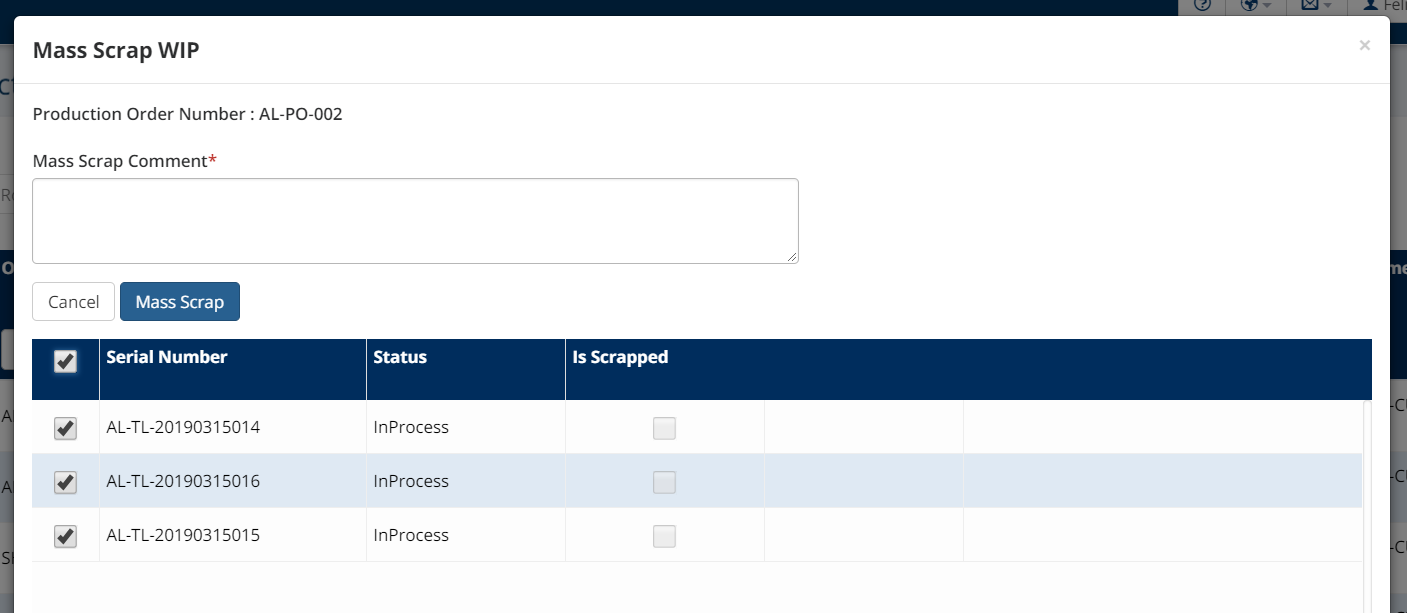 Mass Scrap WIP
×
Production Order Number : AL-PO-002
Mass Scrap Comment*
Cancel
Mass Scrap
Serial Number
Status
Is Scrapped
AL-TL-20190315014
InProcess
AL-TL-20190315016
InProcess
AL-TL-20190315015
InProcess